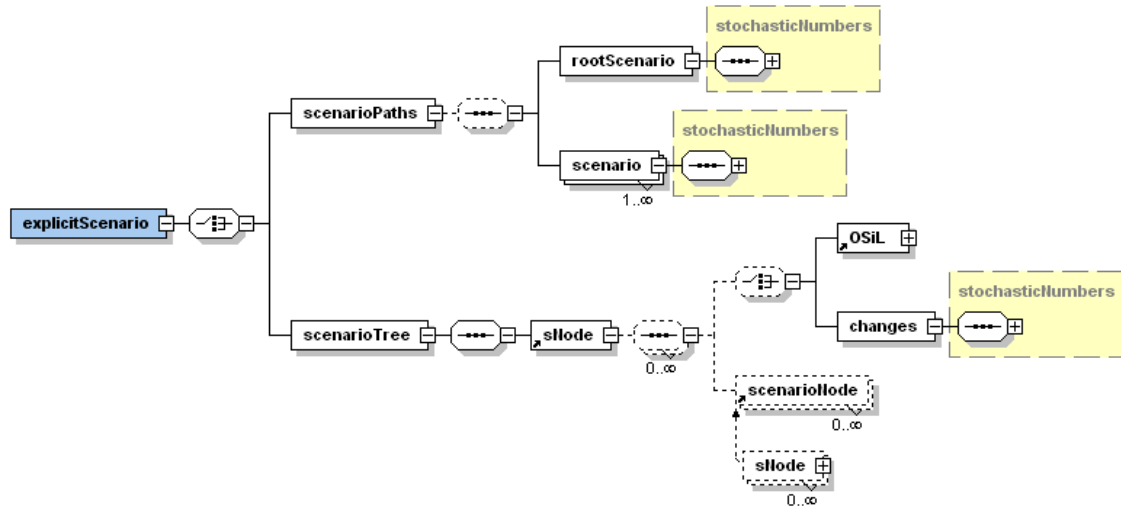 stochasticNumbers
rootScenario
scenarioPaths
stochasticNumbers
scenario
1..∞
explicitScenario
OSiL
stochasticNumbers
changes
scenarioTree
sNode
0..∞
scenarioNode
0..∞
sNode
0..∞